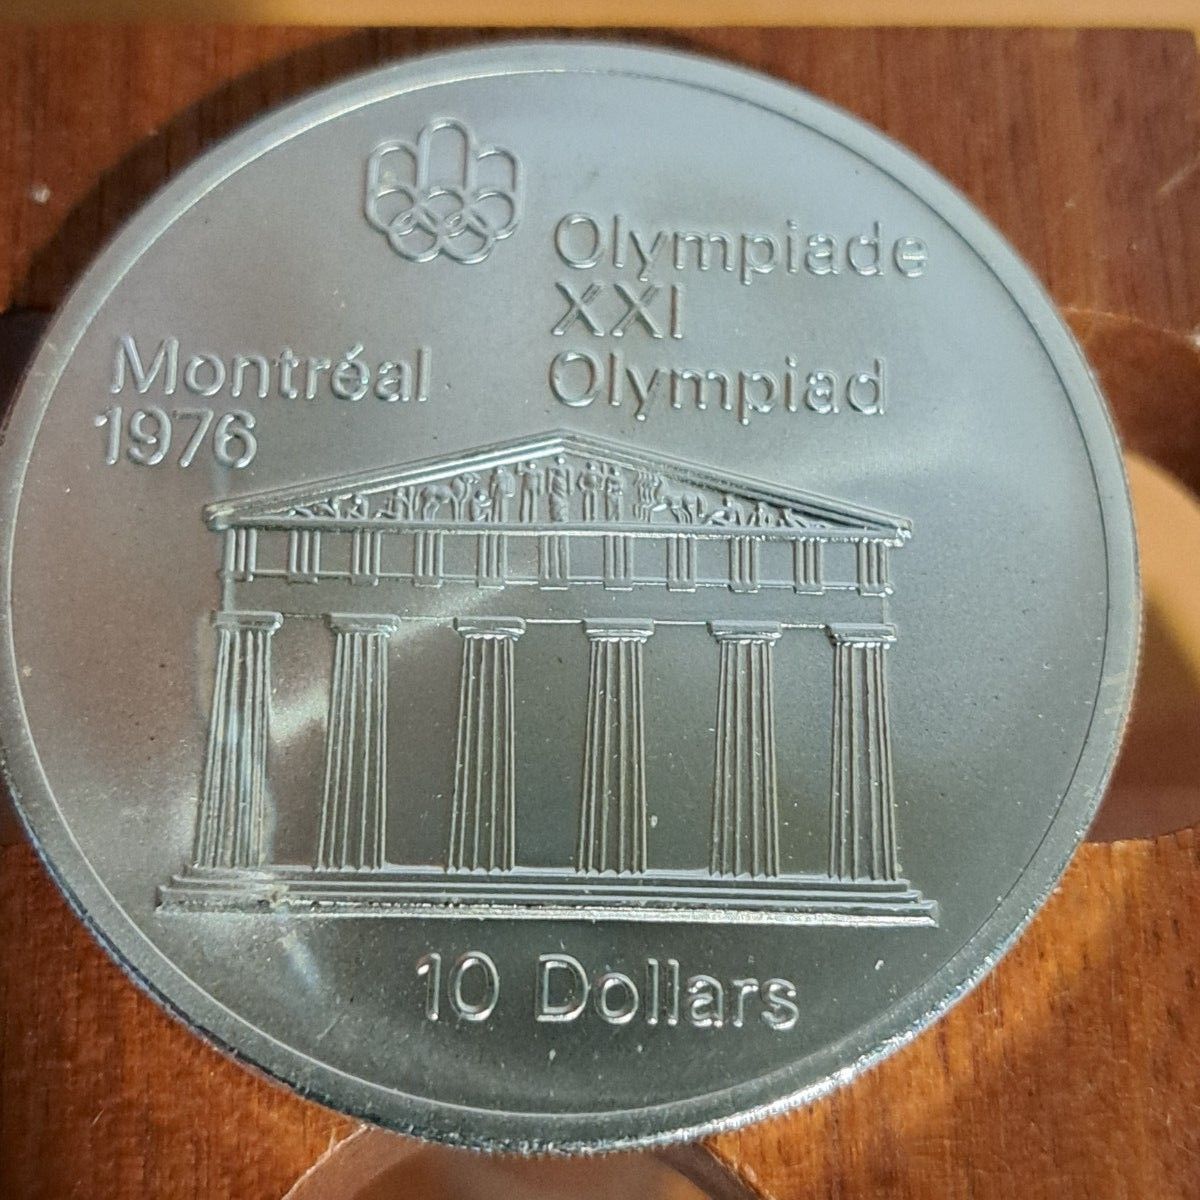 Olympiade
XXI
Olympiad
Montréal
1976
10 Dollars